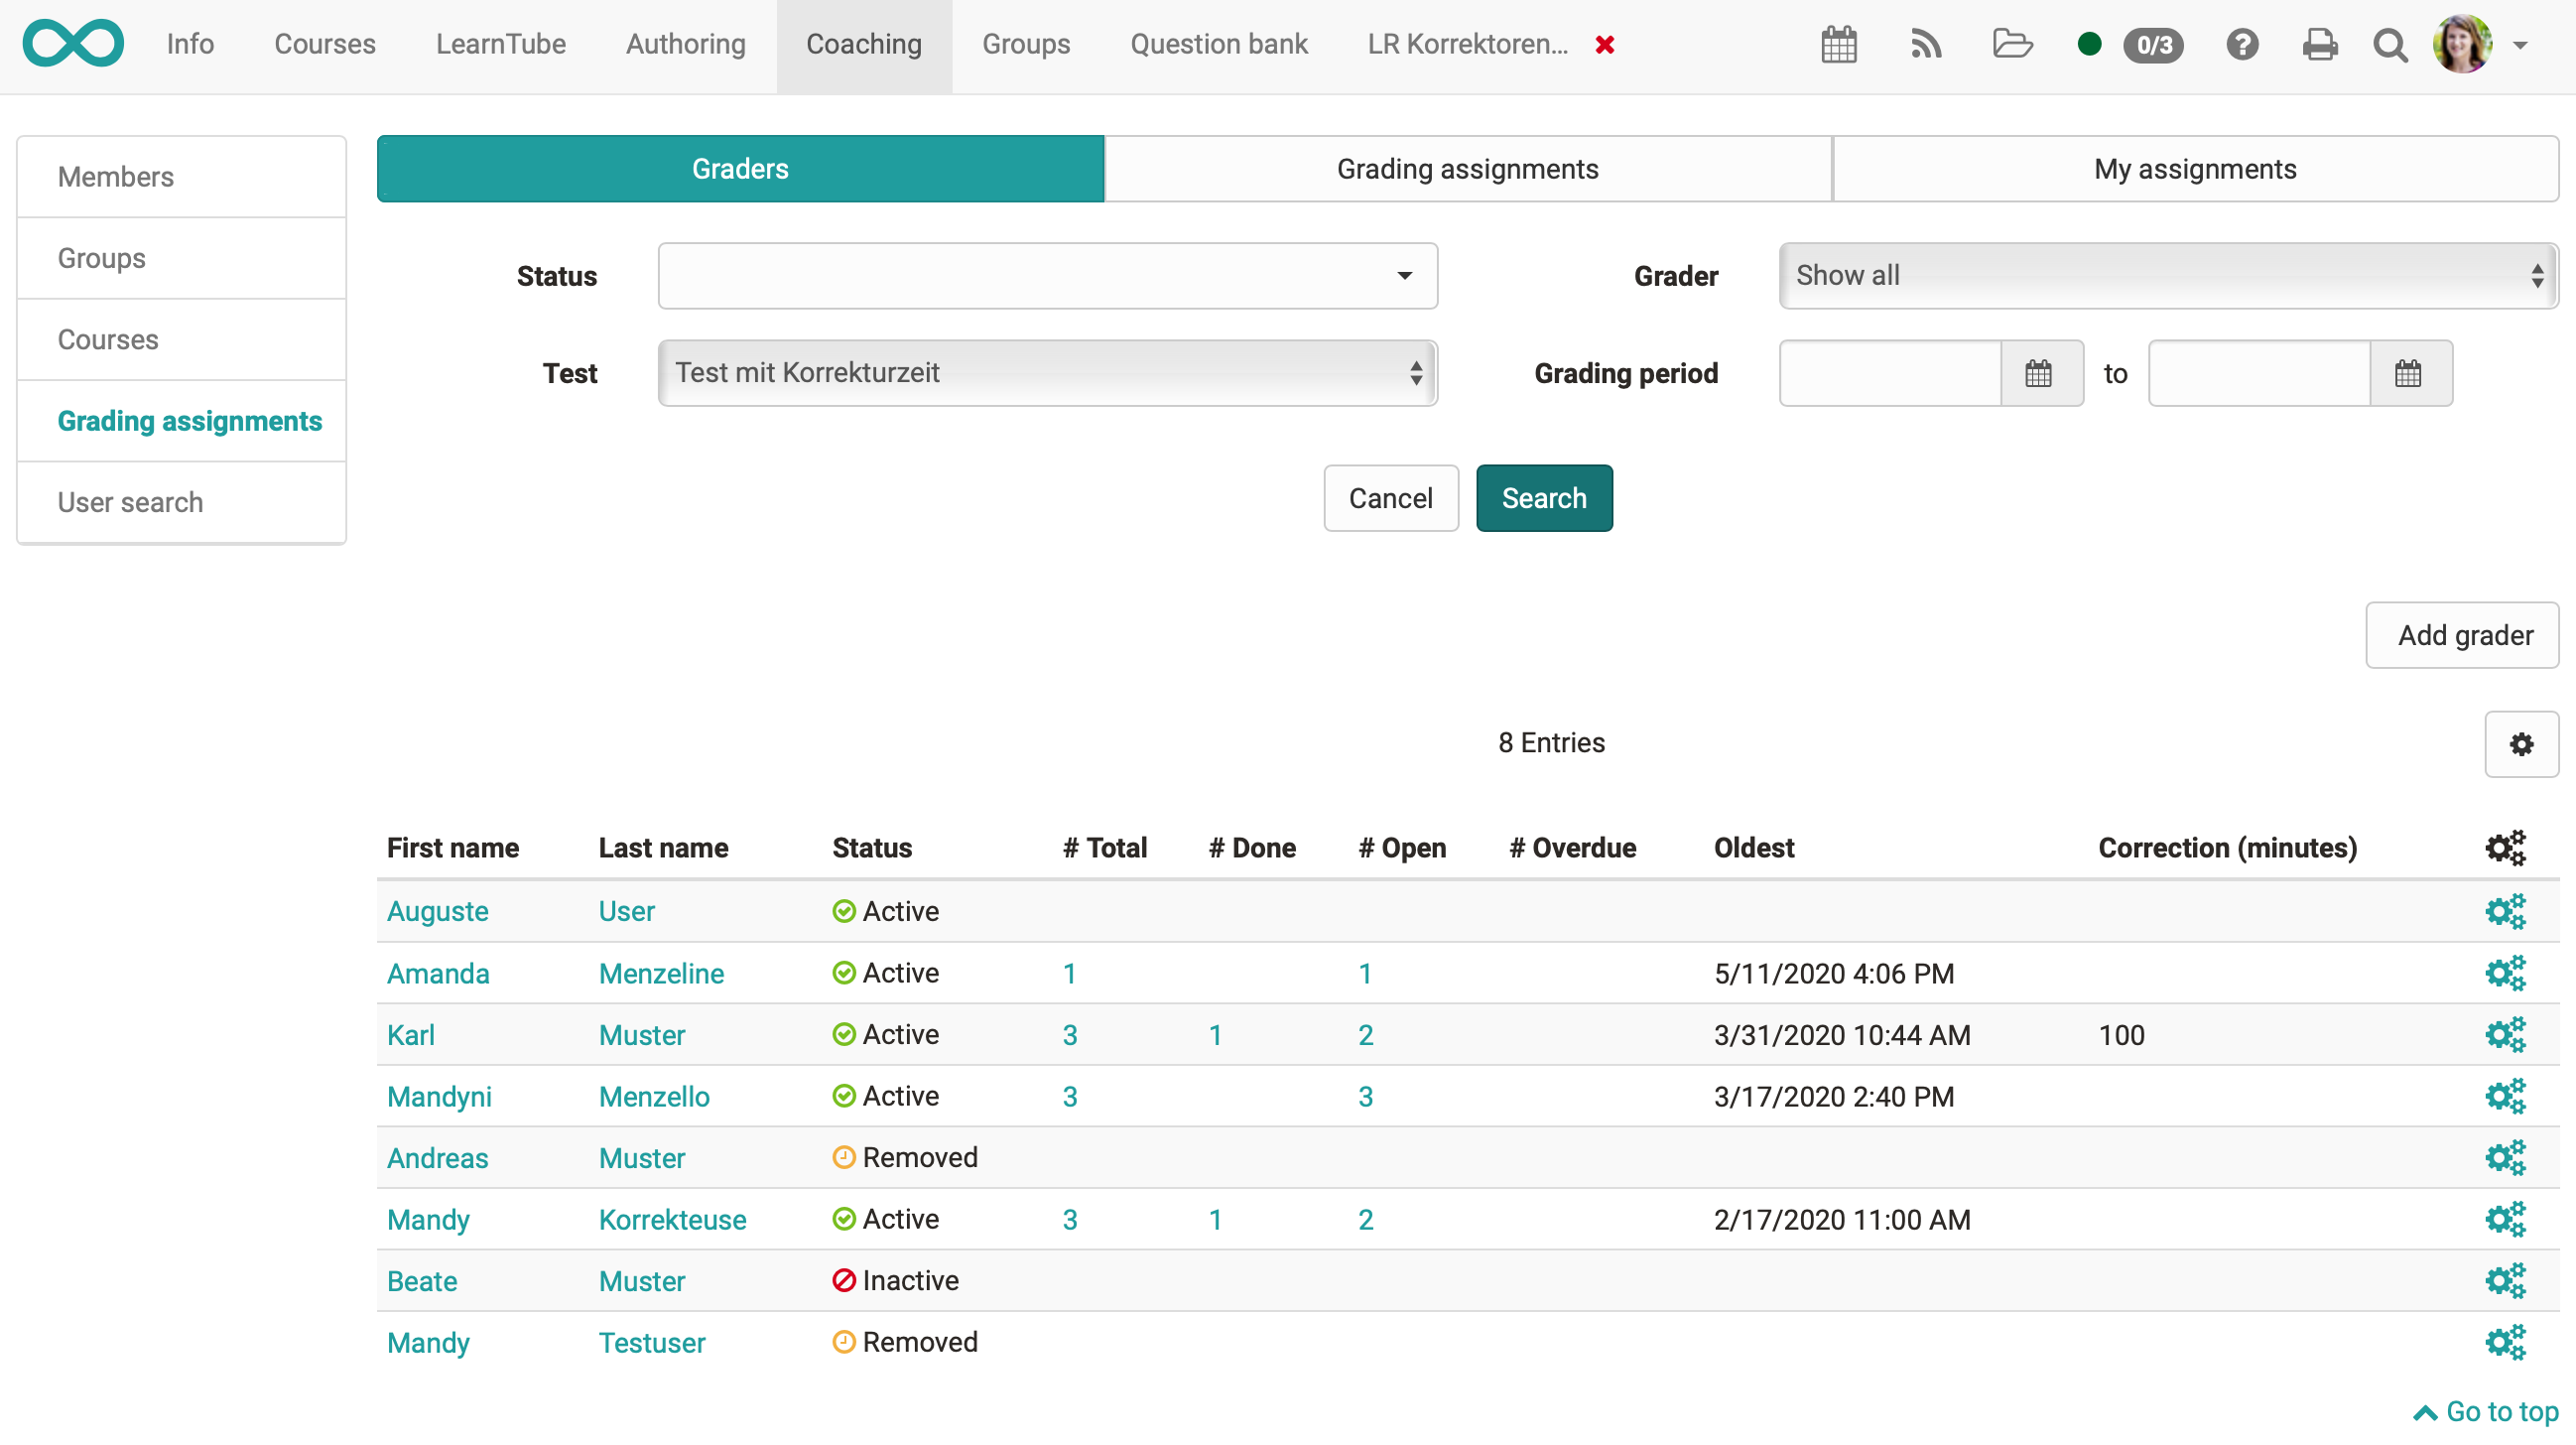 Info Courses LearnTube Authoring Coaching Groups Question bank LR Korrektoren... 0/3
Members
Groups
Courses
Grading assignments
User search
Graders Grading assignments My assignments
Status Grader Show all
Test Test mit Korrekturzeit Grading period to
Cancel Search
Add grader
8 Entries
First name Last name Status # Total # Done # Open # Overdue Oldest Correction (minutes)
Auguste User Active
Amanda Menzeline Active 1 1 5/11/2020 4:06 PM
Karl Muster Active 3 1 2 3/31/2020 10:44 AM 100
Mandyni Menzello Active 3 3 3/17/2020 2:40 PM
Andreas Muster Removed
Mandy Korrekteuse Active 3 1 2 2/17/2020 11:00 AM
Beate Muster Inactive
Mandy Testuser Removed
Go to top